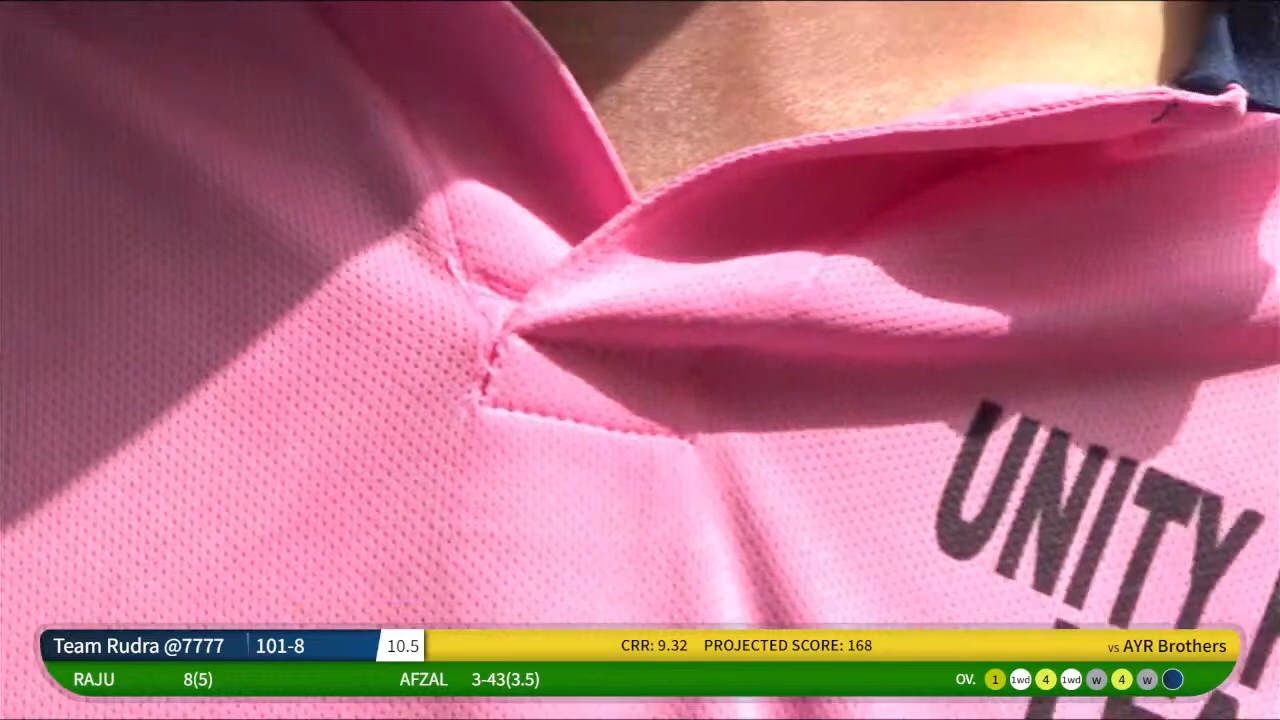 UNITY
Team Rudra @7777 101-8 10.5 CRR: 9.32 PROJECTED SCORE: 168 vs AYR Brothers
RAJU 8(5) AFZAL 3-43(3.5) OV. 1 1wd 4 1wd w 4 w